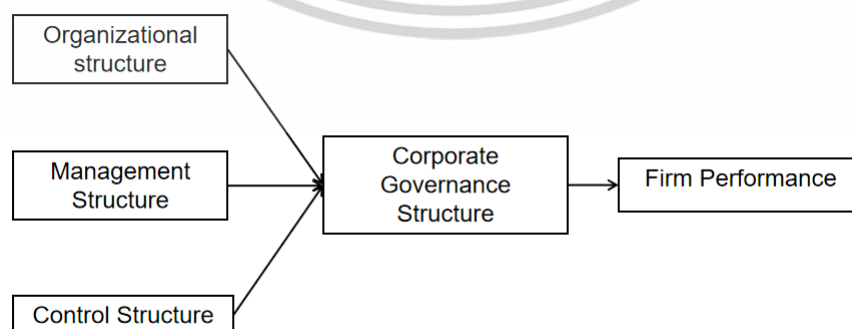 Organizational
structure
Management
Structure
Control Structure
Corporate
Governance
Structure
Firm Performance